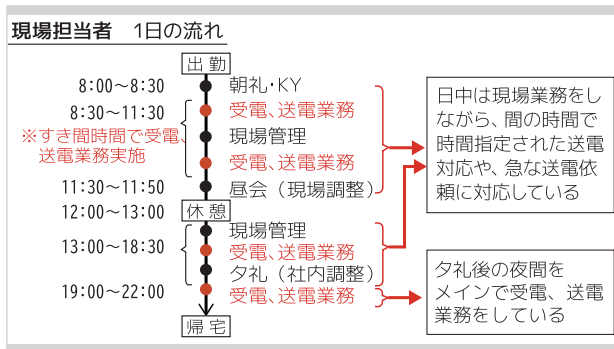 現場担当者 1日の流れ
出勤
8:00〜8:30 朝礼・KY
8:30〜11:30 受電、送電業務
※すき間時間で受電、
送電業務実施
現場管理
受電、送電業務
11:30〜11:50 昼会（現場調整）
12:00〜13:00 休憩
現場管理
13:00〜18:30 受電、送電業務
夕礼（社内調整）
19:00〜22:00 受電、送電業務
帰宅
日中は現場業務をし
ながら、間の時間で
時間指定された送電
対応や、急な送電依
頼に対応している
夕礼後の夜間を
メインで受電、送電
業務をしている